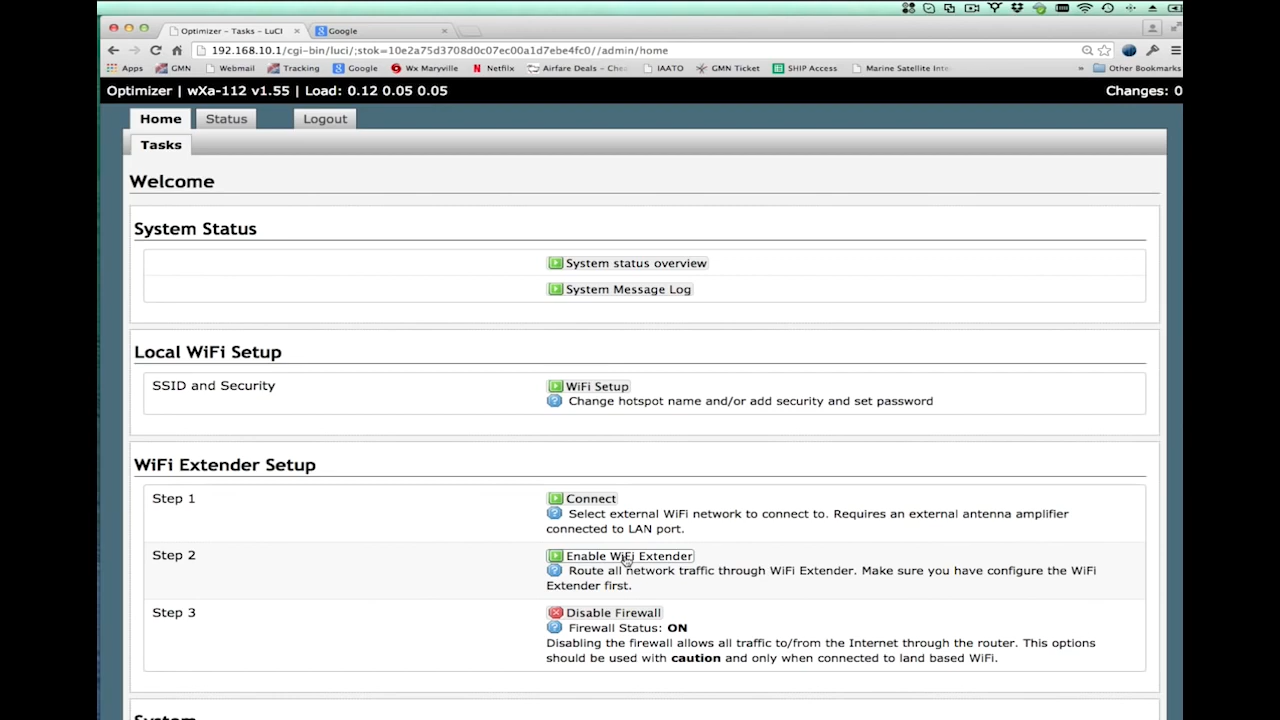 Optimizer - Tasks - LuCI
Google
192.168.10.1/cgi-bin/luci/;stok=10e2a75d3708d0c07ec00a1d7ebe4fc0//admin/home
Apps GMN Webmail Tracking Google Wx Maryville Netflix Airfare Deals – Che IAATO GMN Ticket SHIP Access Marine Satellite Inte » Other Bookmarks
Optimizer | wXa-112 v1.55 | Load: 0.12 0.05 0.05 Changes: 0
Home Status Logout
Tasks
Welcome
System Status
System status overview
System Message Log
Local WiFi Setup
SSID and Security WiFi Setup
Change hotspot name and/or add security and set password
WiFi Extender Setup
Step 1 Connect
Select external WiFi network to connect to. Requires an external antenna amplifier
connected to LAN port.
Step 2 Enable WiFi Extender
Route all network traffic through WiFi Extender. Make sure you have configure the WiFi
Extender first.
Step 3 Disable Firewall
Firewall Status: ON
Disabling the firewall allows all traffic to/from the Internet through the router. This options
should be used with caution and only when connected to land based WiFi.
System